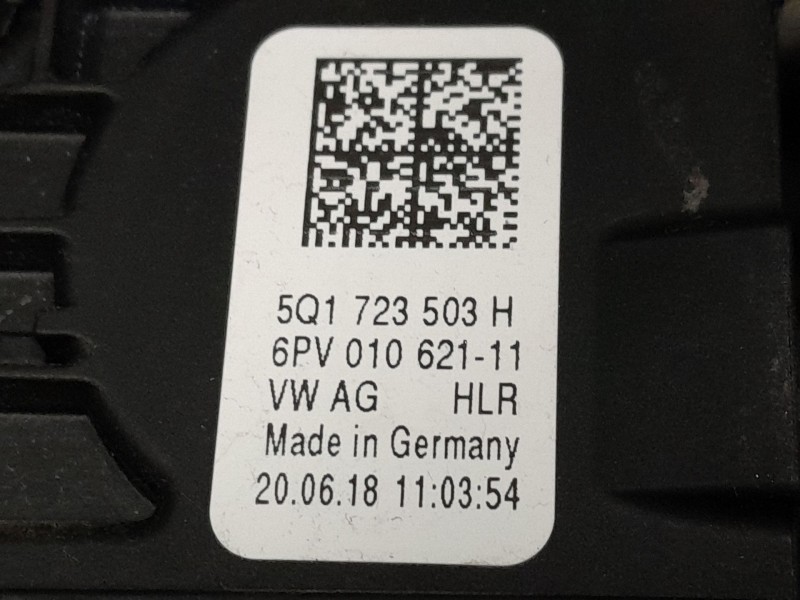 5Q1 723 503 H
6PV 010 621-11
VW AG HLR
Made in Germany
20.06.18 11:03:54